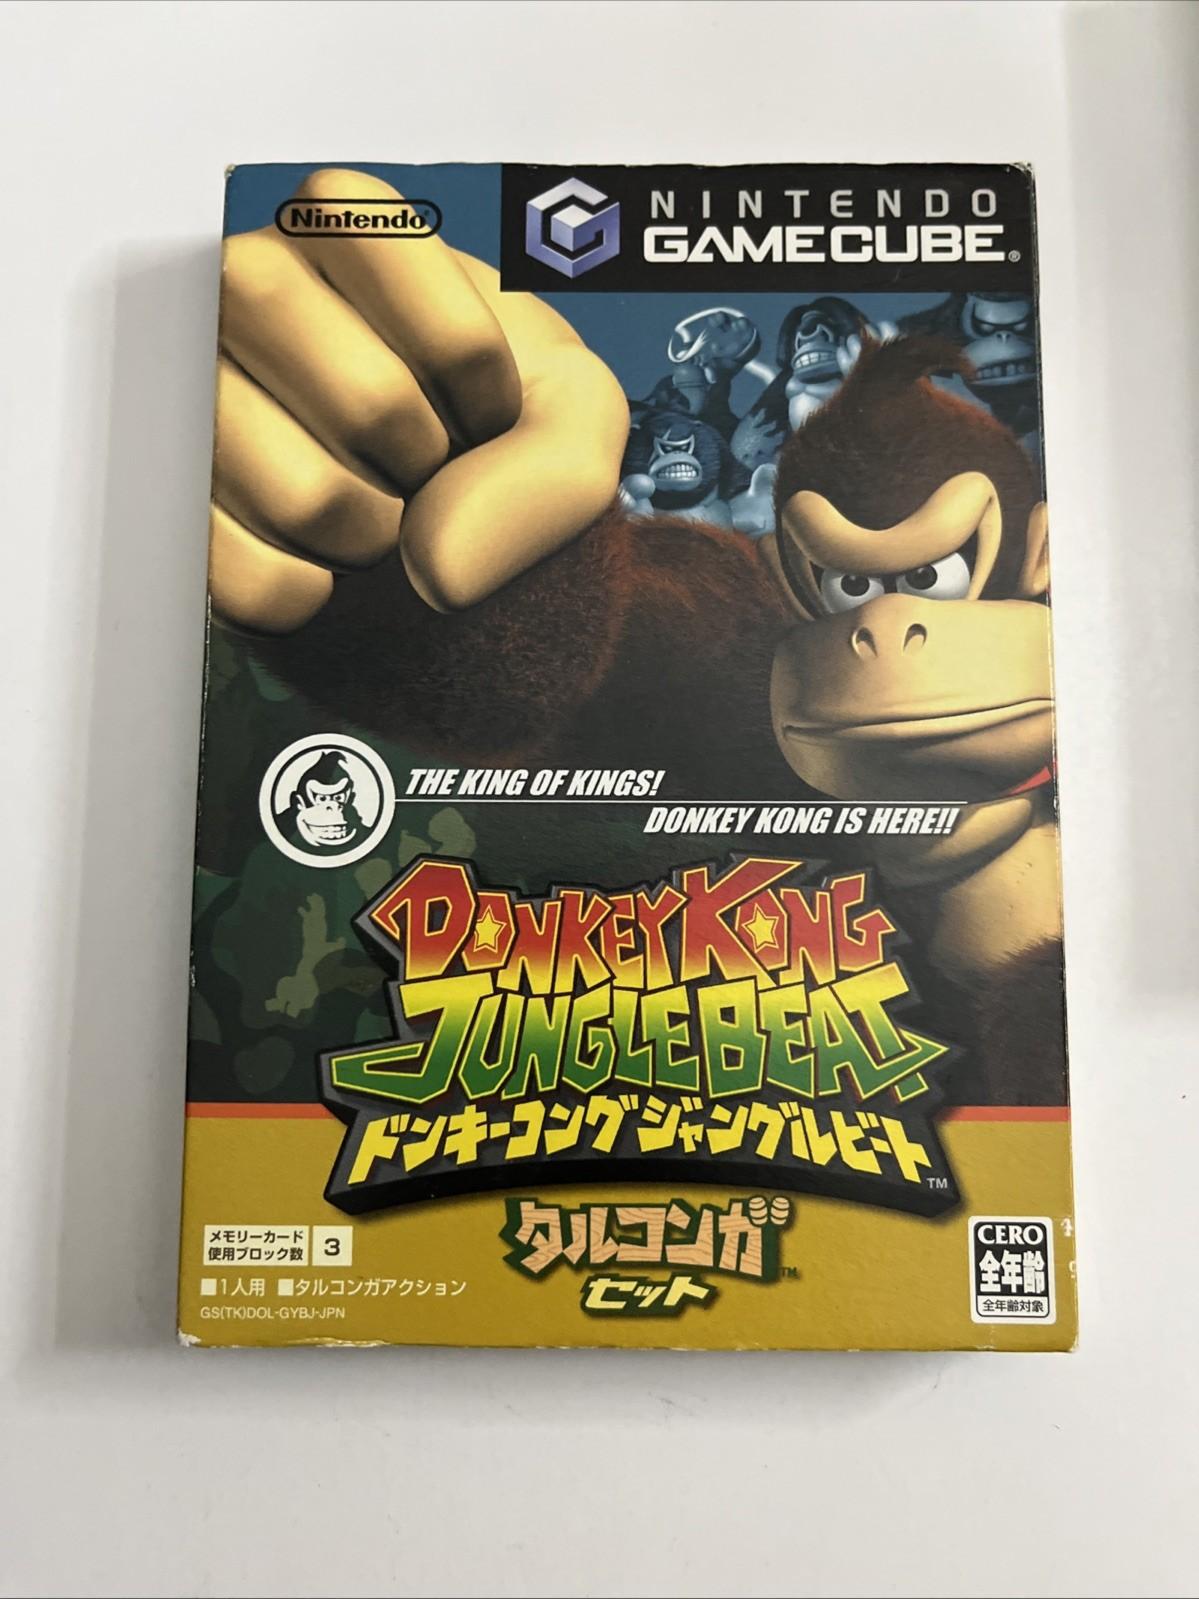 Nintendo®
NINTENDO
GAMECUBE®
THE KING OF KINGS!
DONKEY KONG IS HERE!!
DONKEY KONG
JUNGLE BEAT
ドンキーコング ジャングルビート™
タルコンガ™
セット
メモリーカード
使用ブロック数 3
■1人用 ■タルコンガアクション
GS(TK)DOL-GYBJ-JPN
CERO
全年齢
全年齢対象